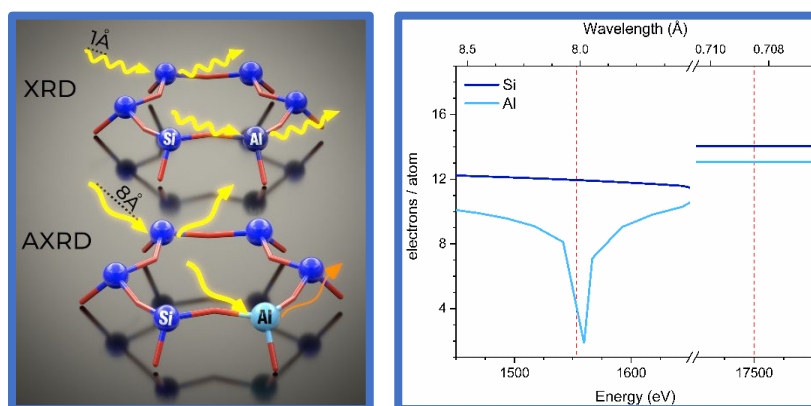 1Å
XRD
Si
Al
8Å
AXRD
Si
Al
Wavelength (Å)
8.5
8.0
0.710
0.708
Si
Al
16
12
8
4
electrons / atom
1500
1600
17500
Energy (eV)